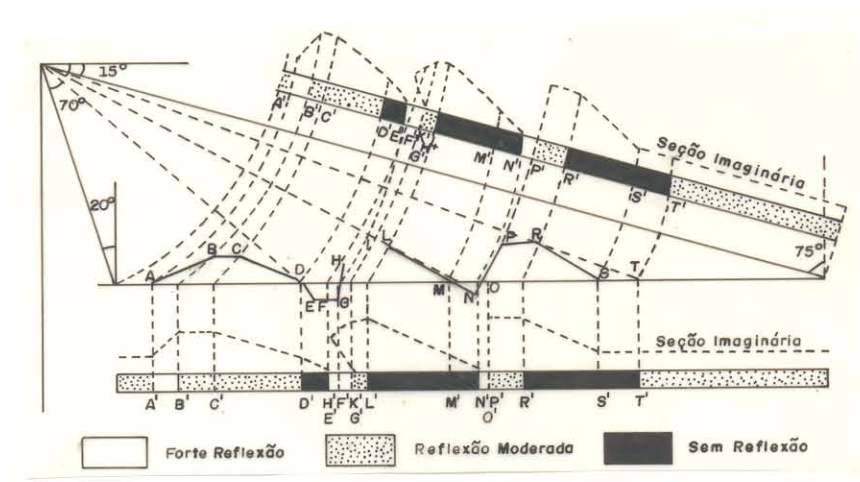 15°
70°
20°
75°
A' B' C' D' E' F' G' H' M' N' P' R' S' T'
Seção Imaginária
A B C D E F G H L M N O P R S T
Seção Imaginária
A' B' C' D' H' F' K' L' M' N' P' R' S' T'
E' G' O'
Forte Reflexão
Reflexão Moderada
Sem Reflexão